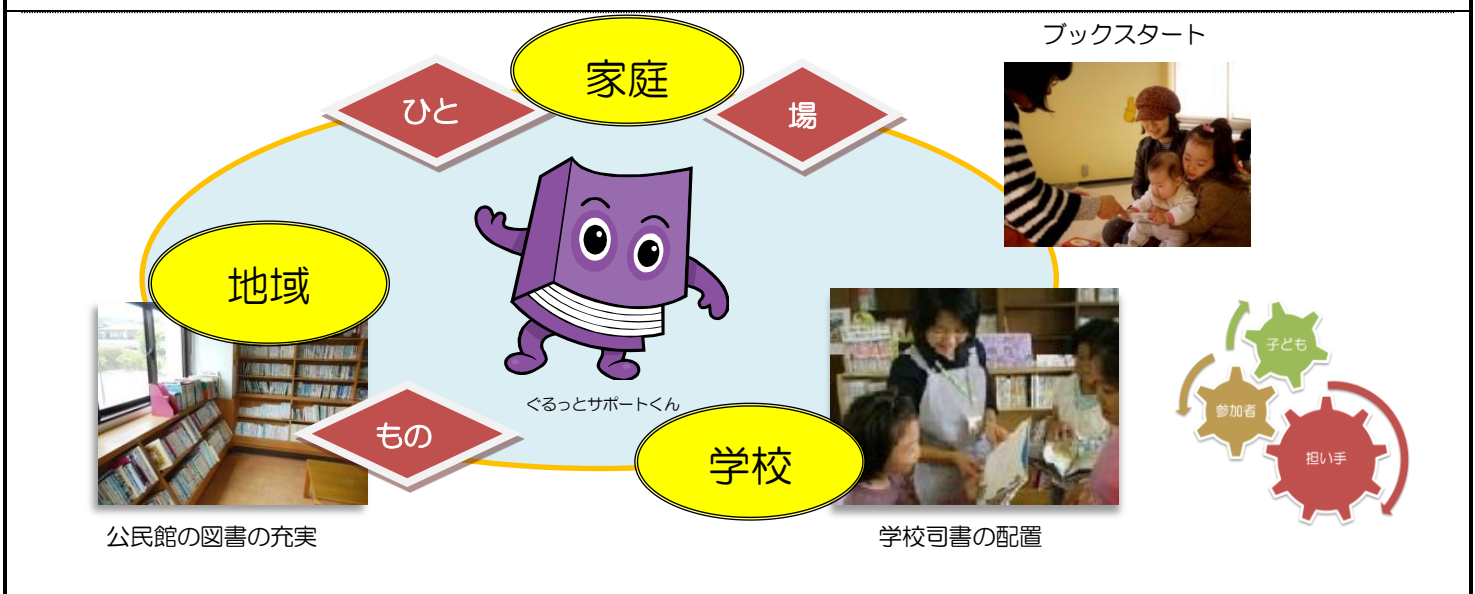 ブックスタート
家庭
ひと
場
地域
ぐるっとサポートくん
もの
学校
公民館の図書の充実
学校司書の配置
子ども
参加者
担い手